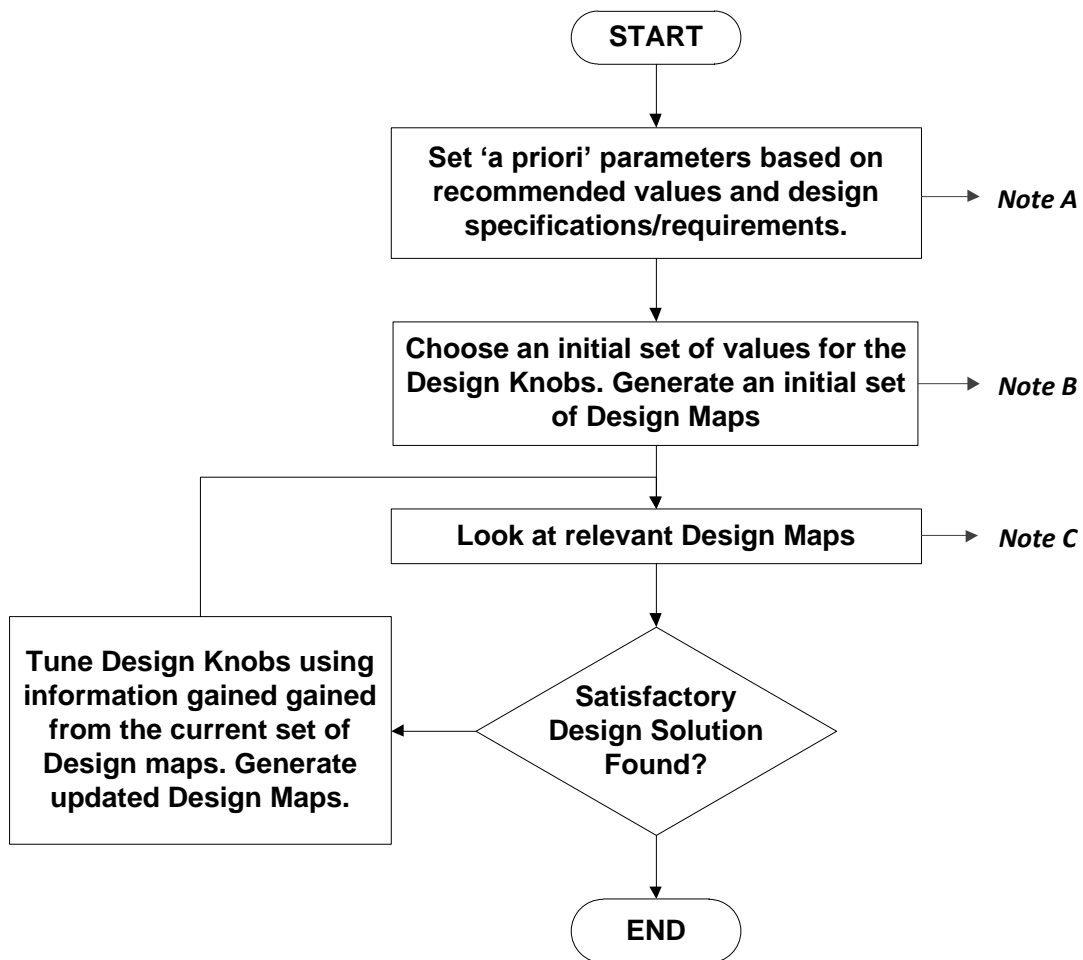 START
Set ‘a priori’ parameters based on
recommended values and design
specifications/requirements.
Note A
Choose an initial set of values for the
Design Knobs. Generate an initial set
of Design Maps
Note B
Look at relevant Design Maps
Note C
Satisfactory
Design Solution
Found?
Tune Design Knobs using
information gained gained
from the current set of
Design maps. Generate
updated Design Maps.
END